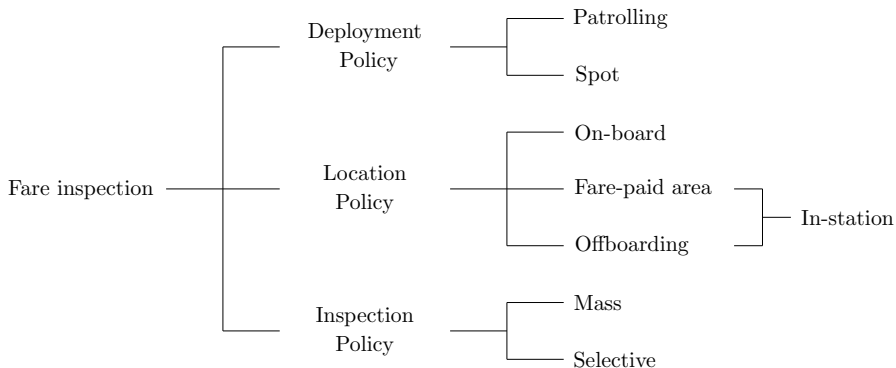 Fare inspection
Deployment
Policy
Patrolling
Spot
Location
Policy
On-board
Fare-paid area
Offboarding
In-station
Inspection
Policy
Mass
Selective